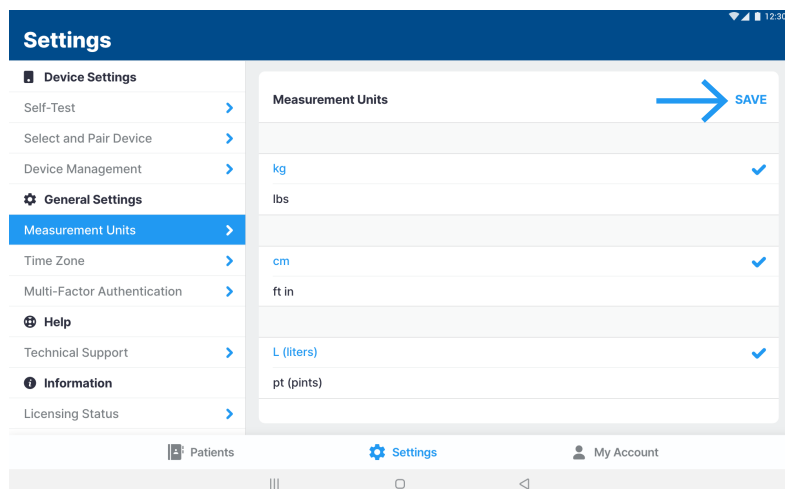 12:30
Settings
Device Settings
Self-Test
Select and Pair Device
Device Management
General Settings
Measurement Units
Time Zone
Multi-Factor Authentication
Help
Technical Support
Information
Licensing Status
Measurement Units
SAVE
kg
lbs
cm
ft in
L (liters)
pt (pints)
Patients
Settings
My Account